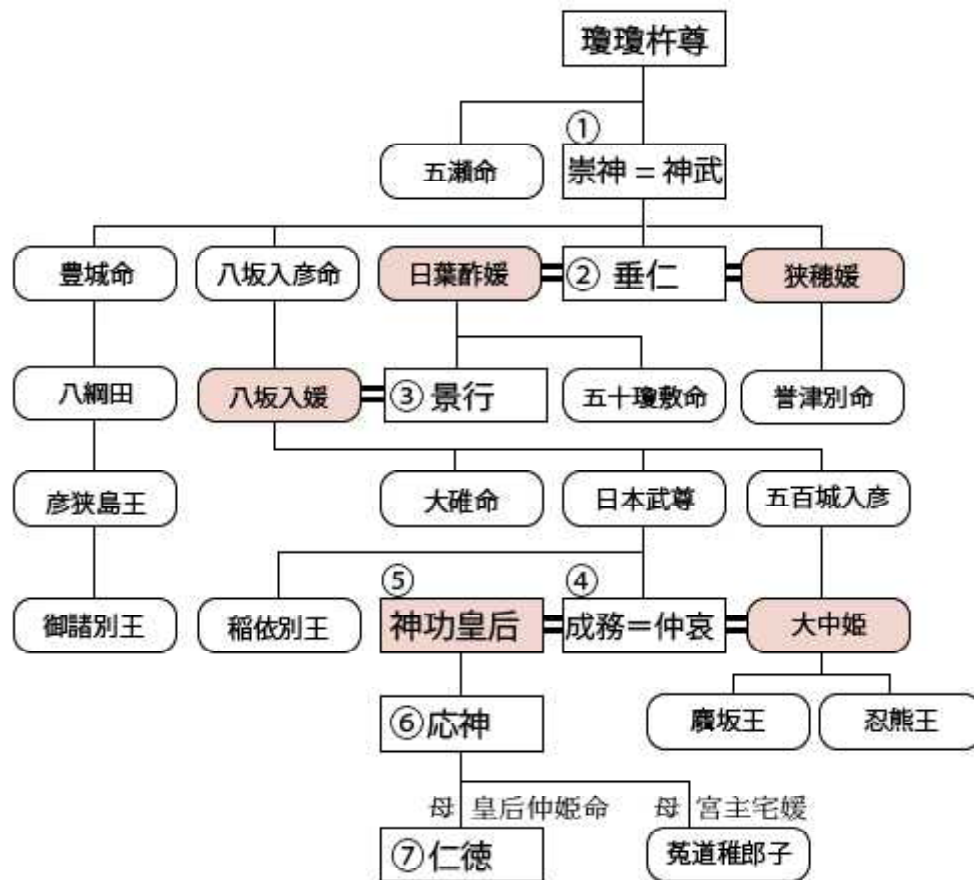 瓊瓊杵尊
①
五瀬命
崇神 = 神武
豊城命
八坂入彦命
日葉酢媛
② 垂仁
狭穂媛
八綱田
八坂入媛
③ 景行
五十瓊敷命
誉津別命
彦狭島王
大碓命
日本武尊
五百城入彦
⑤
④
御諸別王
稲依別王
神功皇后
成務＝仲哀
大中姫
⑥応神
麛坂王
忍熊王
母 皇后仲姫命
母 宮主宅媛
⑦仁徳
菟道稚郎子